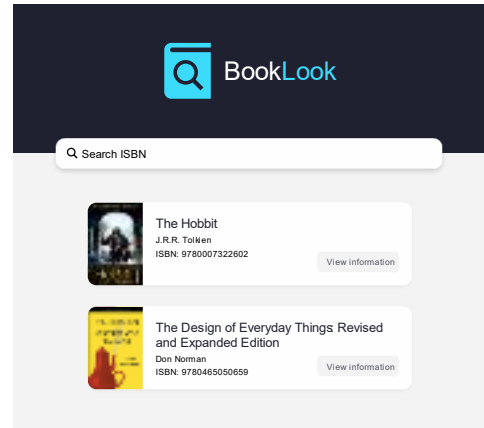 BookLook
Search ISBN
The Hobbit
J.R.R. Tolkien
ISBN: 9780007322602
View information
The Design of Everyday Things: Revised
and Expanded Edition
Don Norman
ISBN: 9780465050659
View information